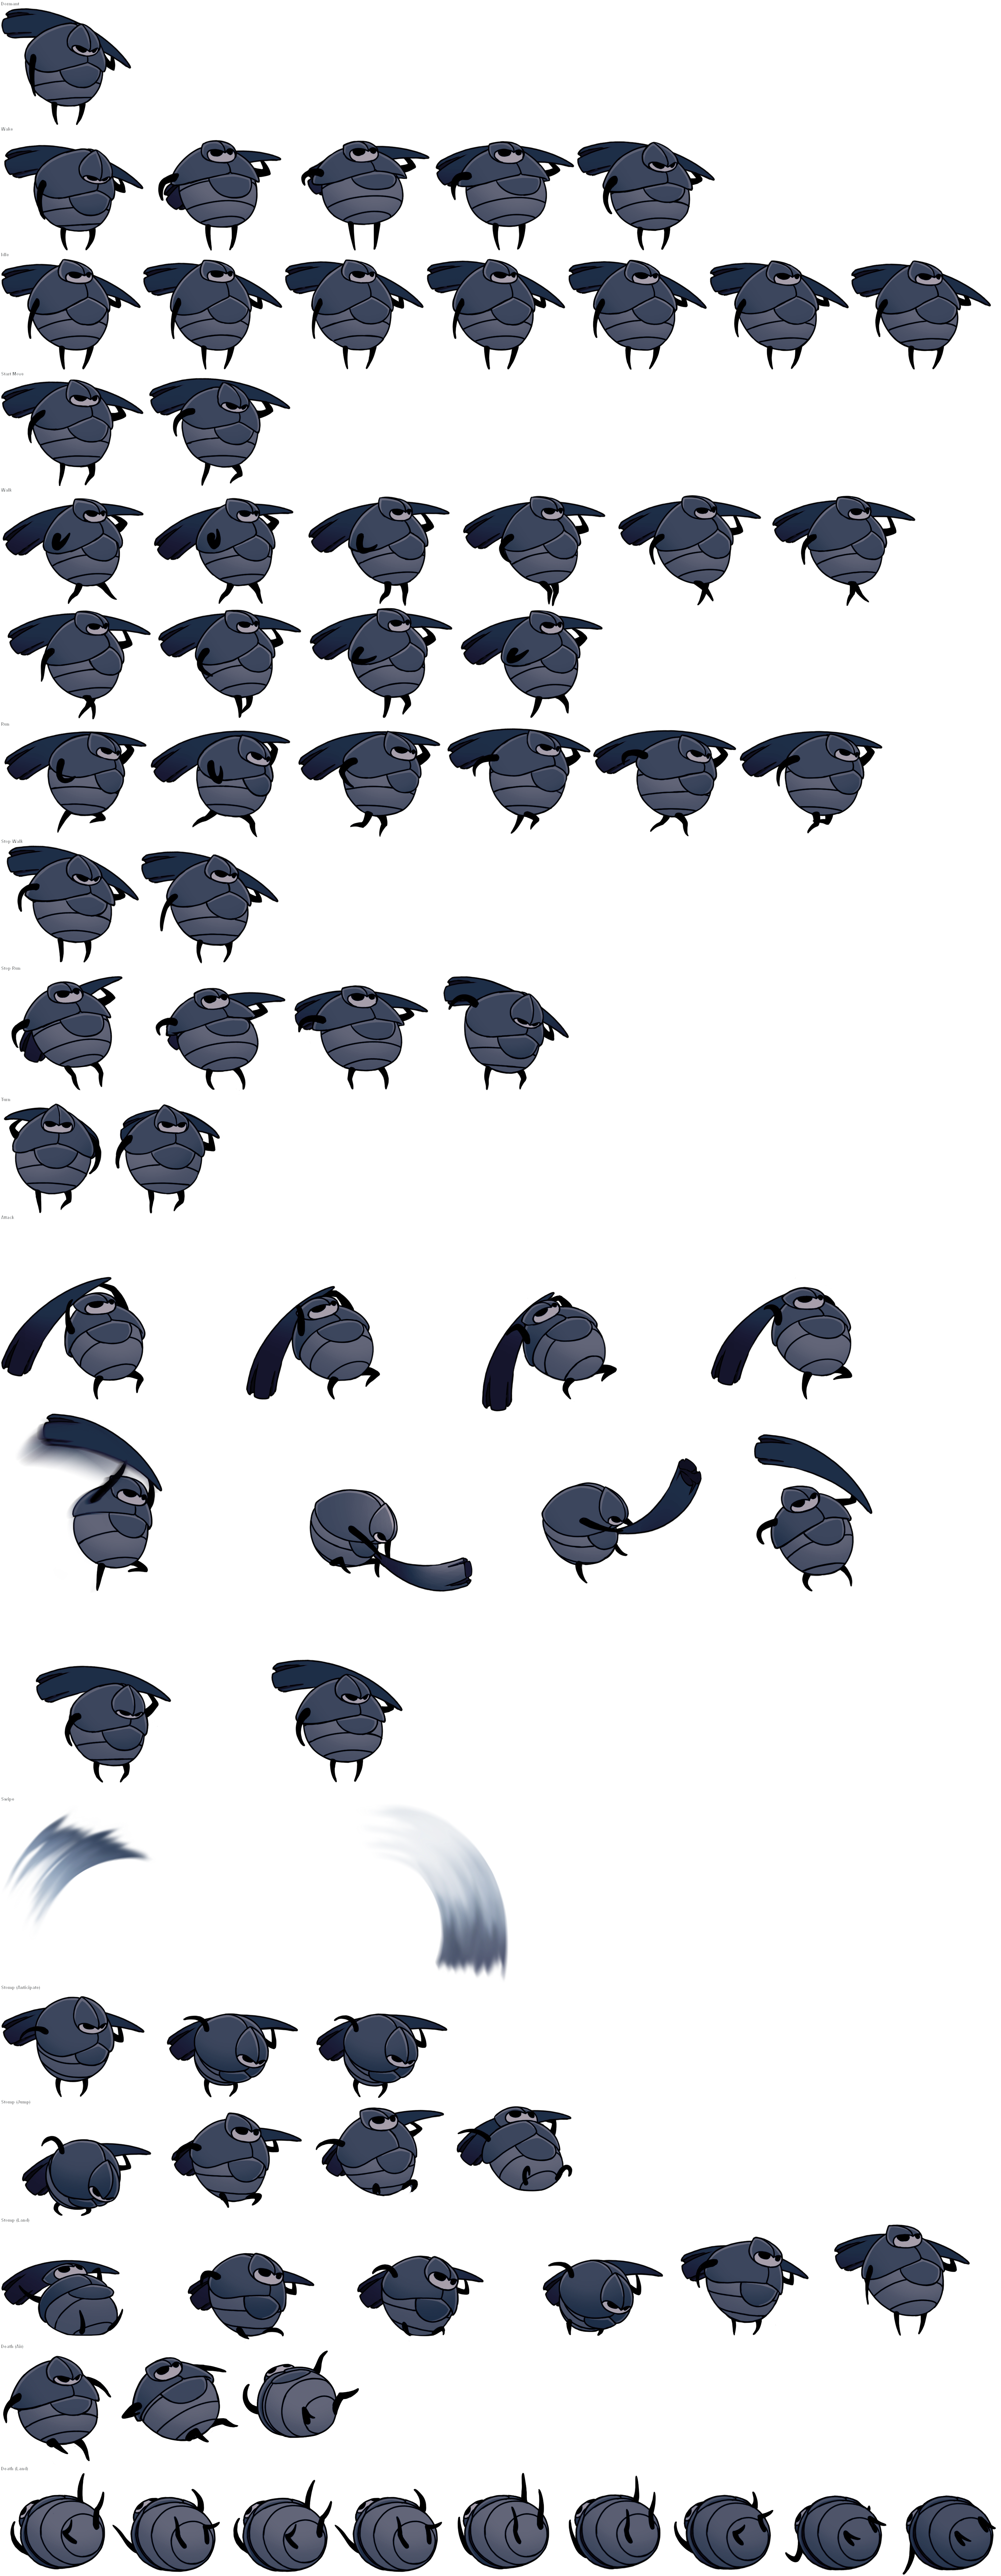 Dormant
Wake
Idle
Start Move
Walk
Run
Stop Walk
Stop Run
Turn
Attack
Swipe
Stomp (Anticipate)
Stomp (Jump)
Stomp (Land)
Death (Air)
Death (Land)